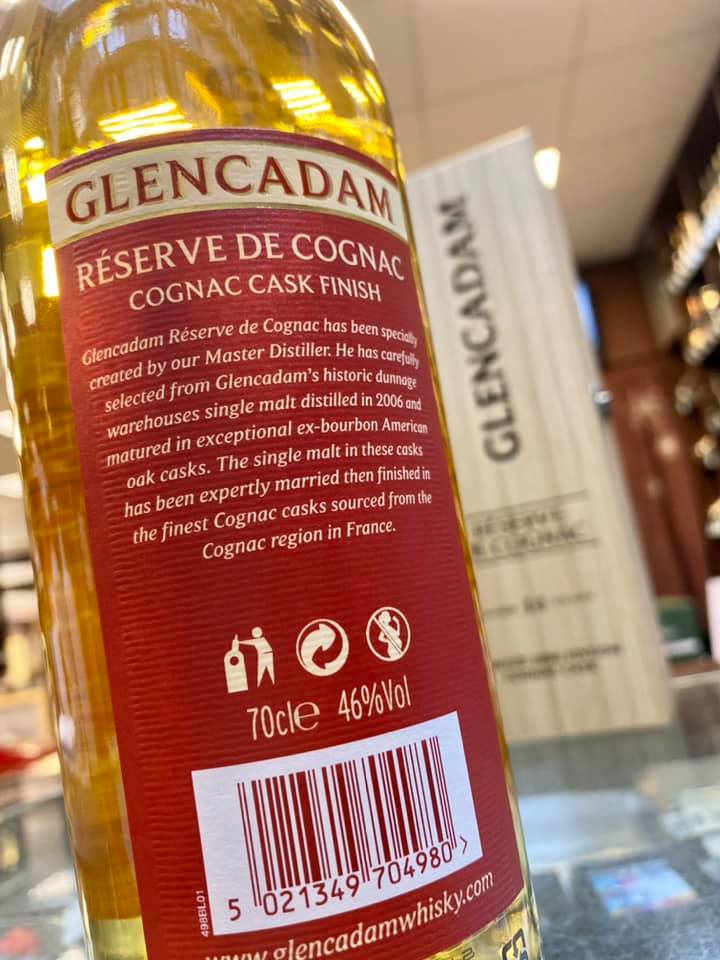 GLENCADAM
RÉSERVE DE COGNAC
COGNAC CASK FINISH
Glencadam Réserve de Cognac has been specially
created by our Master Distiller. He has carefully
selected from Glencadam's historic dunnage
warehouses single malt distilled in 2006 and
matured in exceptional ex-bourbon American
oak casks. The single malt in these casks
has been expertly married then finished in
the finest Cognac casks sourced from the
Cognac region in France.
70cle 46%Vol
5 021349 704980 >
498BL01
www.glencadamwhisky.com
GLENCADAM
RÉSERVE
DE COGNAC